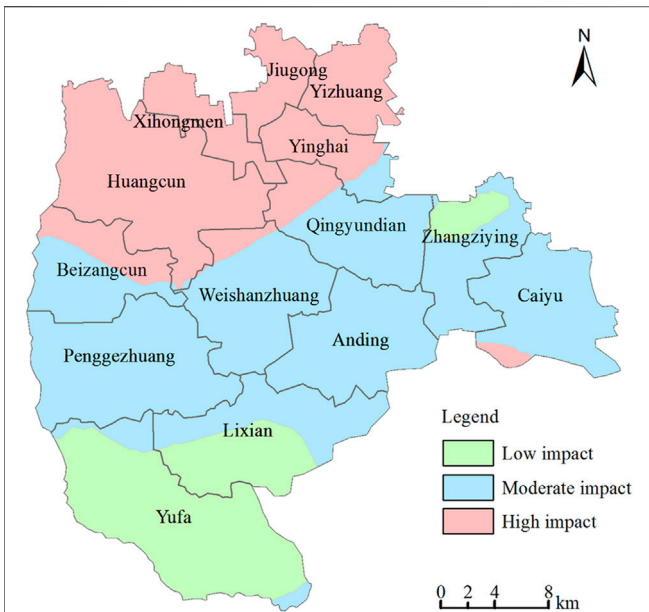 N
Jiugong
Yizhuang
Xihongmen
Yinghai
Huangcun
Qingyundian
Zhangziying
Beizangcun
Weishanzhuang
Caiyu
Penggezhuang
Anding
Lixian
Yufa
Legend
Low impact
Moderate impact
High impact
0 2 4 8
km